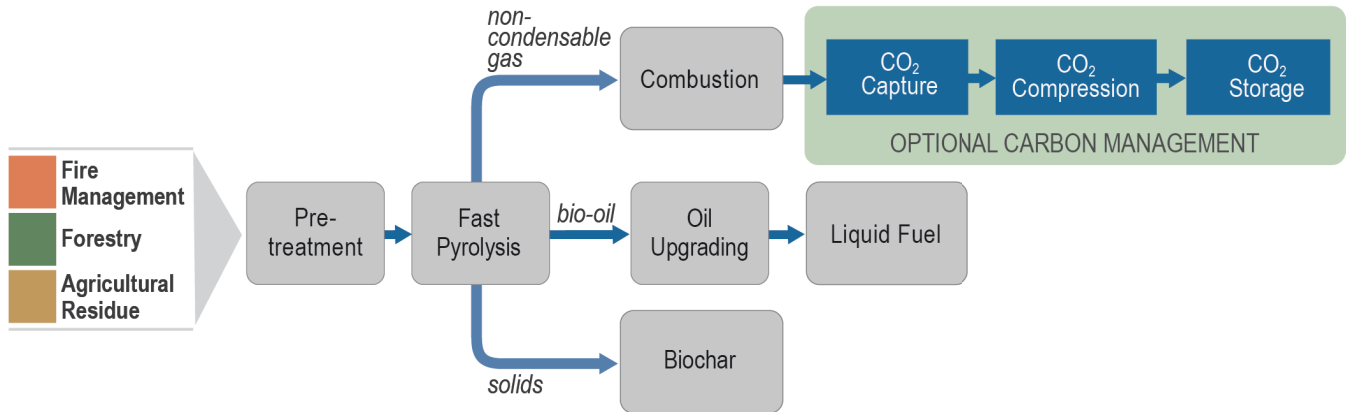 non-
condensable
gas
Combustion
CO₂
Capture
CO₂
Compression
CO₂
Storage
OPTIONAL CARBON MANAGEMENT
Fire
Management
Forestry
Agricultural
Residue
Pre-
treatment
Fast
Pyrolysis
bio-oil
Oil
Upgrading
Liquid Fuel
solids
Biochar